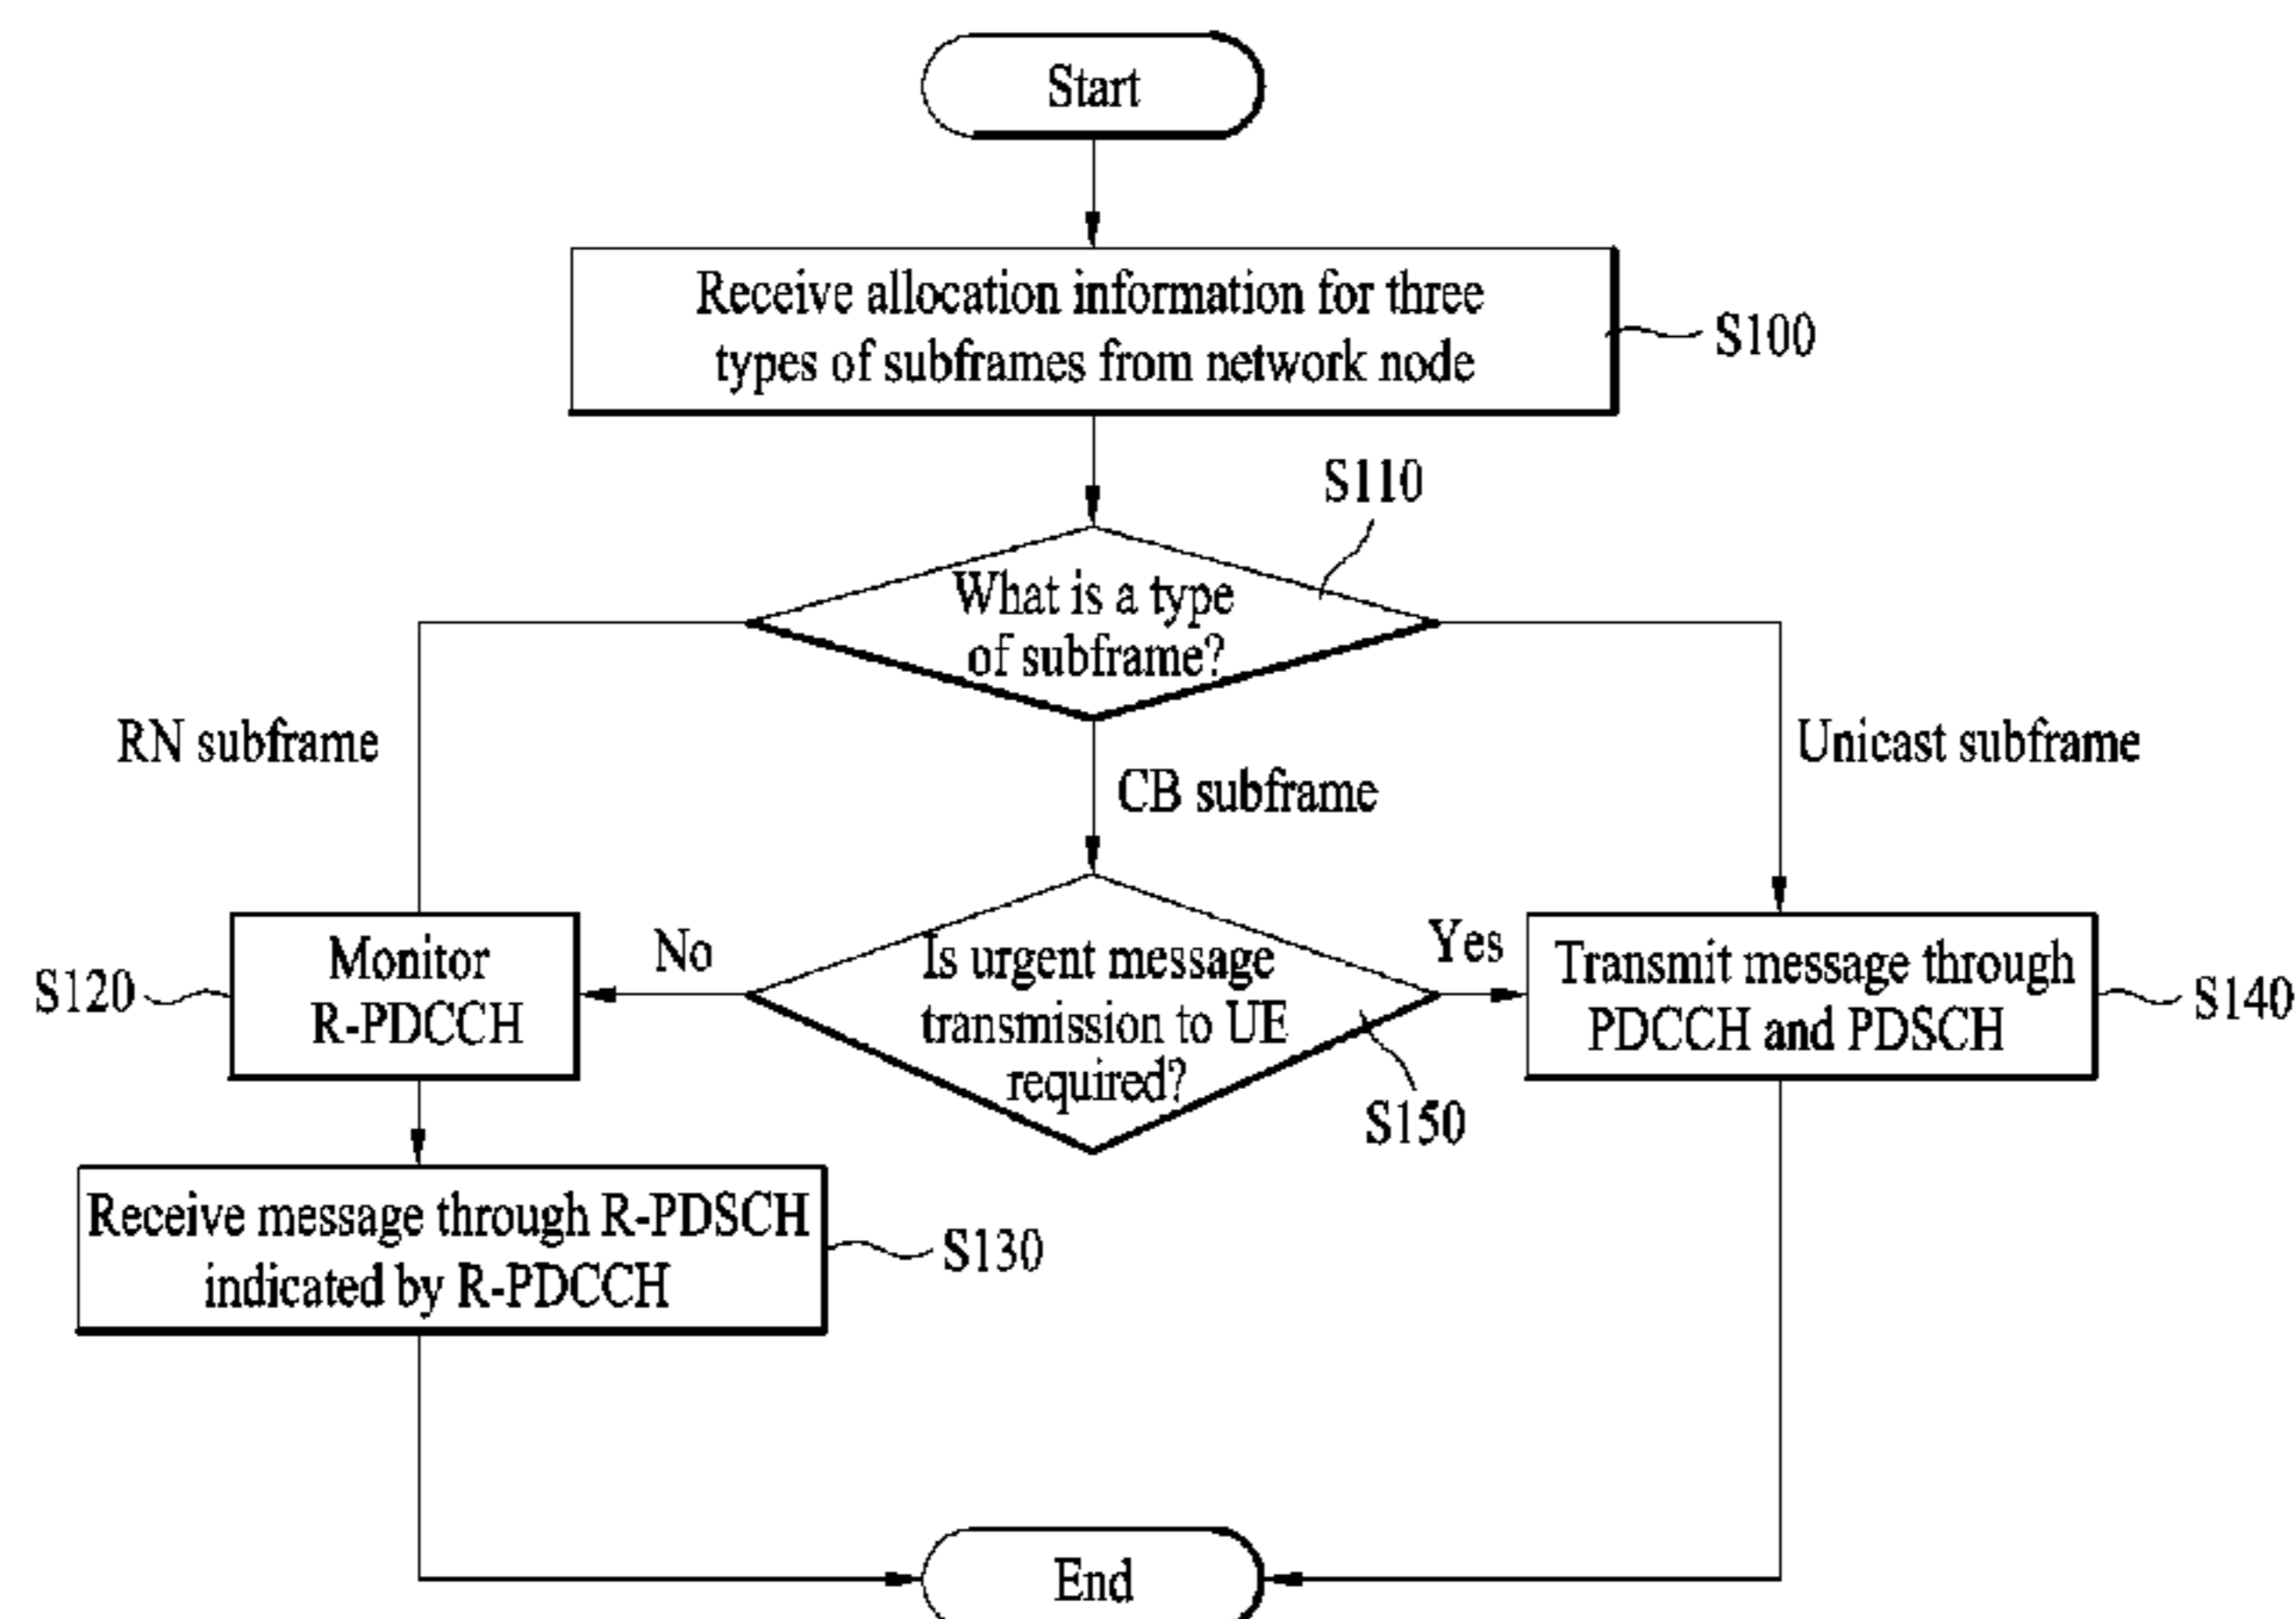 Start
Receive allocation information for three
types of subframes from network node
S100
S110
What is a type
of subframe?
RN subframe
CB subframe
Unicast subframe
S120
Monitor
R-PDCCH
No
Is urgent message
transmission to UE
required?
S150
Yes
Transmit message through
PDCCH and PDSCH
S140
Receive message through R-PDSCH
indicated by R-PDCCH
S130
End